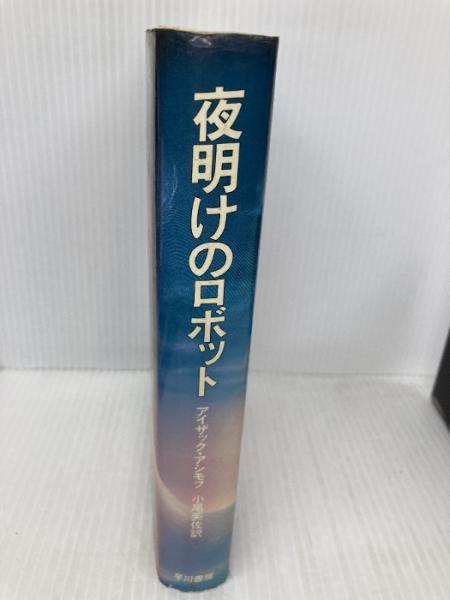 夜明けのロボット
アイザック・アシモフ 小尾芙佐訳
早川書房